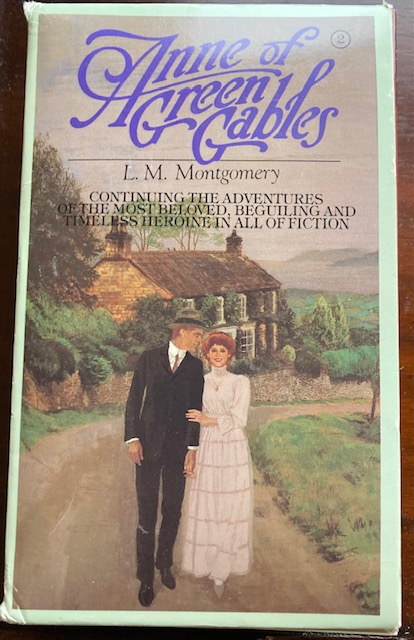 Anne of
Green
Gables
2
L. M. Montgomery
CONTINUING THE ADVENTURES
OF THE MOST BELOVED, BEGUILING AND
TIMELESS HEROINE IN ALL OF FICTION